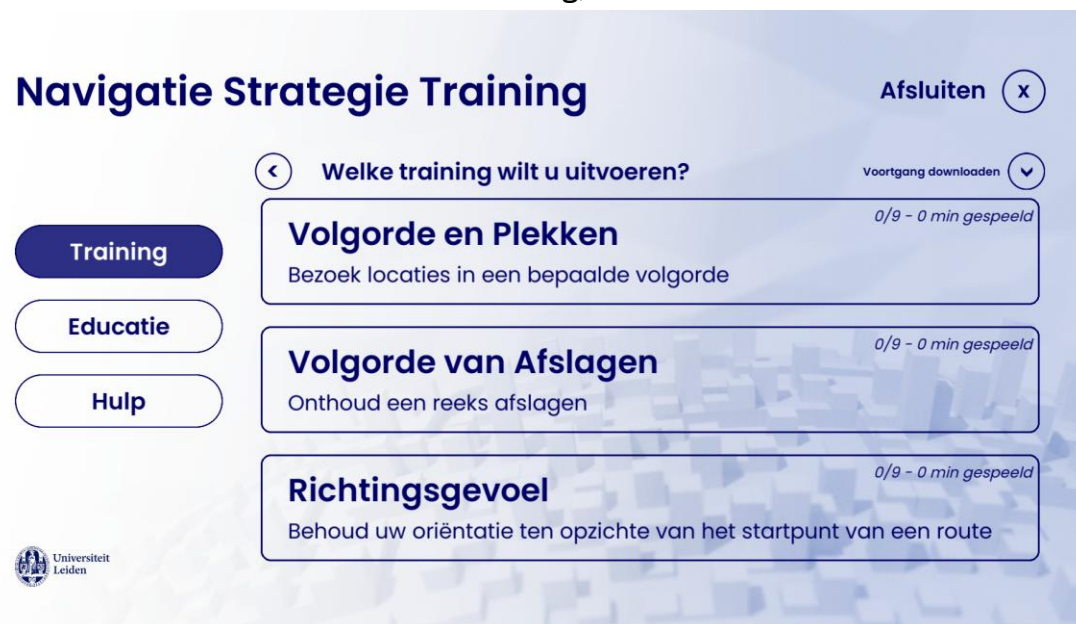 Navigatie Strategie Training
Afsluiten x
Welke training wilt u uitvoeren?
Voortgang downloaden
Training
Educatie
Hulp
0/9 - 0 min gespeeld
Volgorde en Plekken
Bezoek locaties in een bepaalde volgorde
0/9 - 0 min gespeeld
Volgorde van Afslagen
Onthoud een reeks afslagen
0/9 - 0 min gespeeld
Richtingsgevoel
Behoud uw oriëntatie ten opzichte van het startpunt van een route
Universiteit
Leiden